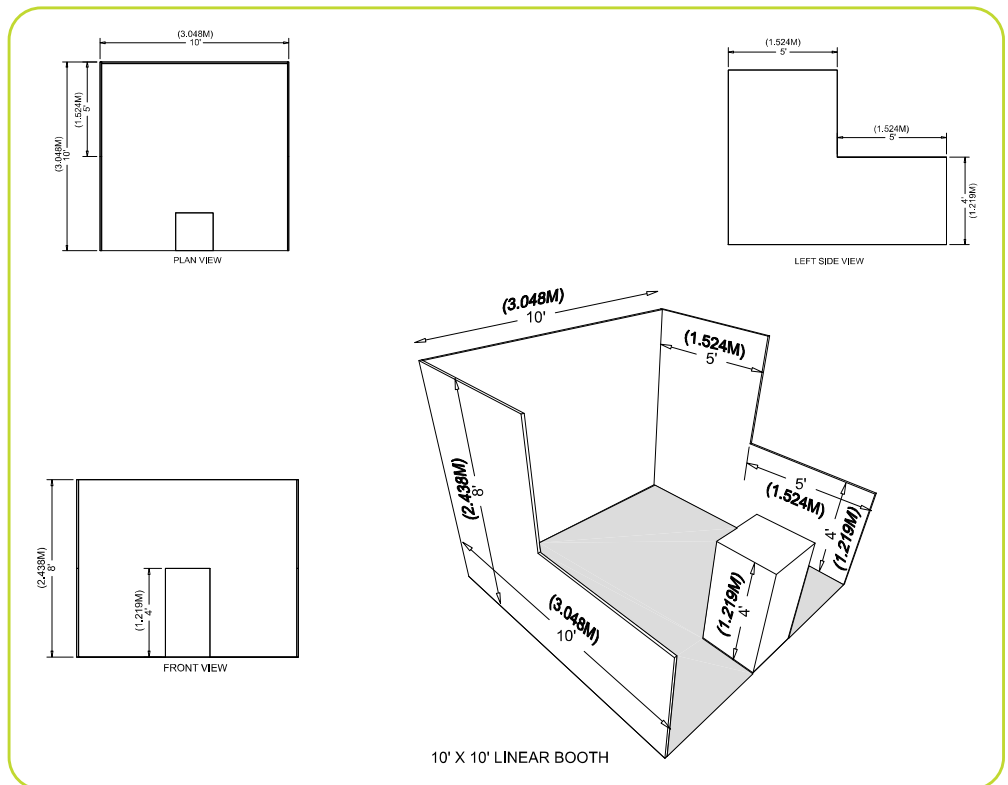 (3.048M)
10'
(1.524M)
5'
(3.048M)
10'
PLAN VIEW
(1.524M)
5'
(1.524M)
5'
4'
(1.219M)
LEFT SIDE VIEW
(3.048M)
10'
(1.524M)
5'
(2.438M)
8'
5'
(1.524M)
4'
(1.219M)
(1.219M)
4'
(3.048M)
10'
(2.438M)
8'
(1.219M)
4'
FRONT VIEW
10' X 10' LINEAR BOOTH